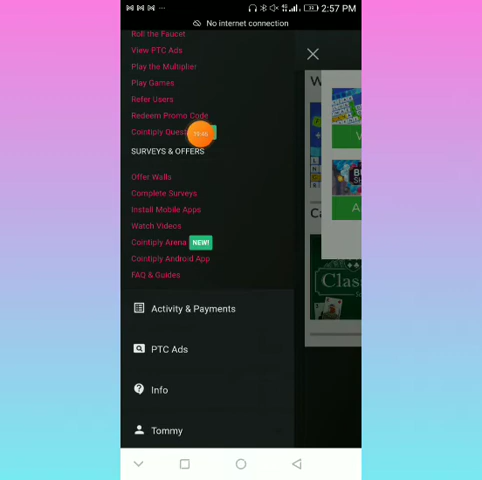 2:57 PM
No internet connection
Roll the Faucet
View PTC Ads
Play the Multiplier
Play Games
Refer Users
Redeem Promo Code
Cointiply
SURVEYS & OFFERS
Offer Walls
Complete Surveys
Install Mobile Apps
Watch Videos
Cointiply Arena NEW!
Cointiply Android App
FAQ & Guides
Activity & Payments
PTC Ads
Info
Tommy